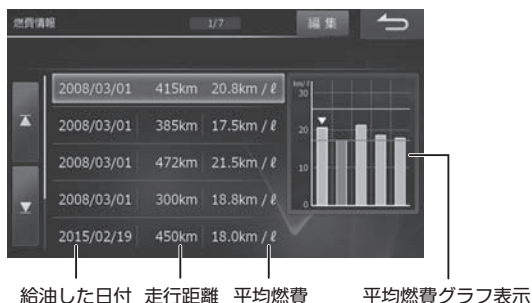 燃費情報 1/7 編集
2008/03/01 415km 20.8km / ℓ
2008/03/01 385km 17.5km / ℓ
2008/03/01 472km 21.5km / ℓ
2008/03/01 300km 18.8km / ℓ
2015/02/19 450km 18.0km / ℓ
km/ℓ
30
20
10
0
給油した日付 走行距離 平均燃費 平均燃費グラフ表示